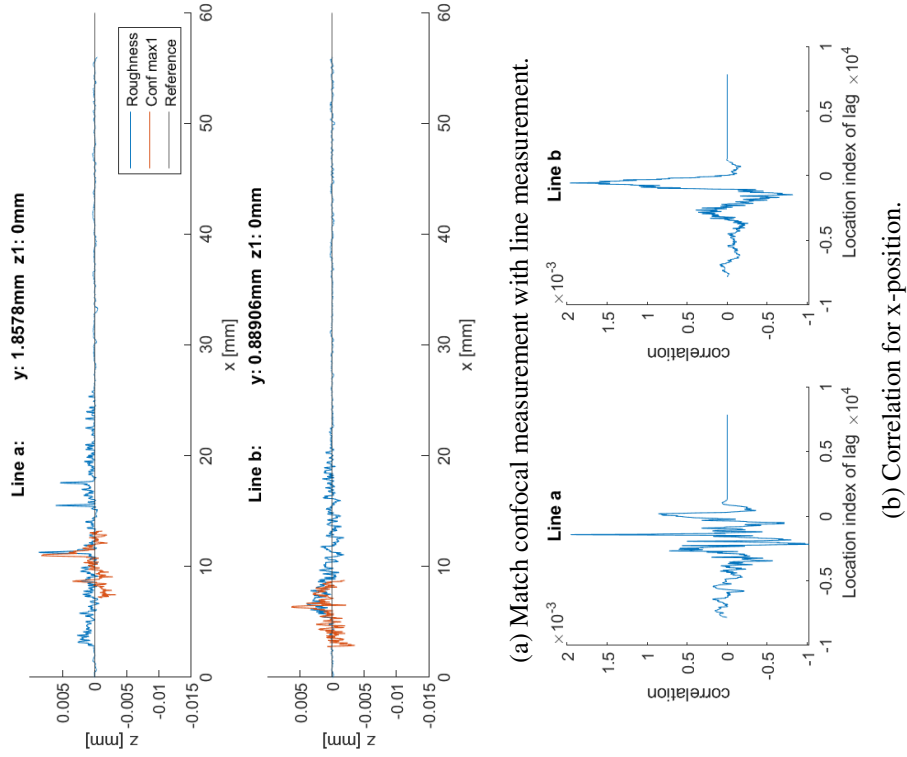 Line a: y: 1.8578mm z1: 0mm
0.005
0
-0.005
-0.01
-0.015
z [mm]
0 10 20 30 40 50 60
x [mm]
Roughness
Conf max1
Reference
Line b: y: 0.88906mm z1: 0mm
0.005
0
-0.005
-0.01
-0.015
z [mm]
0 10 20 30 40 50 60
x [mm]
(a) Match confocal measurement with line measurement.
×10⁻³ Line a
2
1.5
1
0.5
0
-0.5
-1
correlation
-1 -0.5 0 0.5 1
Location index of lag ×10⁴
×10⁻³ Line b
2
1.5
1
0.5
0
-0.5
-1
correlation
-1 -0.5 0 0.5 1
Location index of lag ×10⁴
(b) Correlation for x-position.